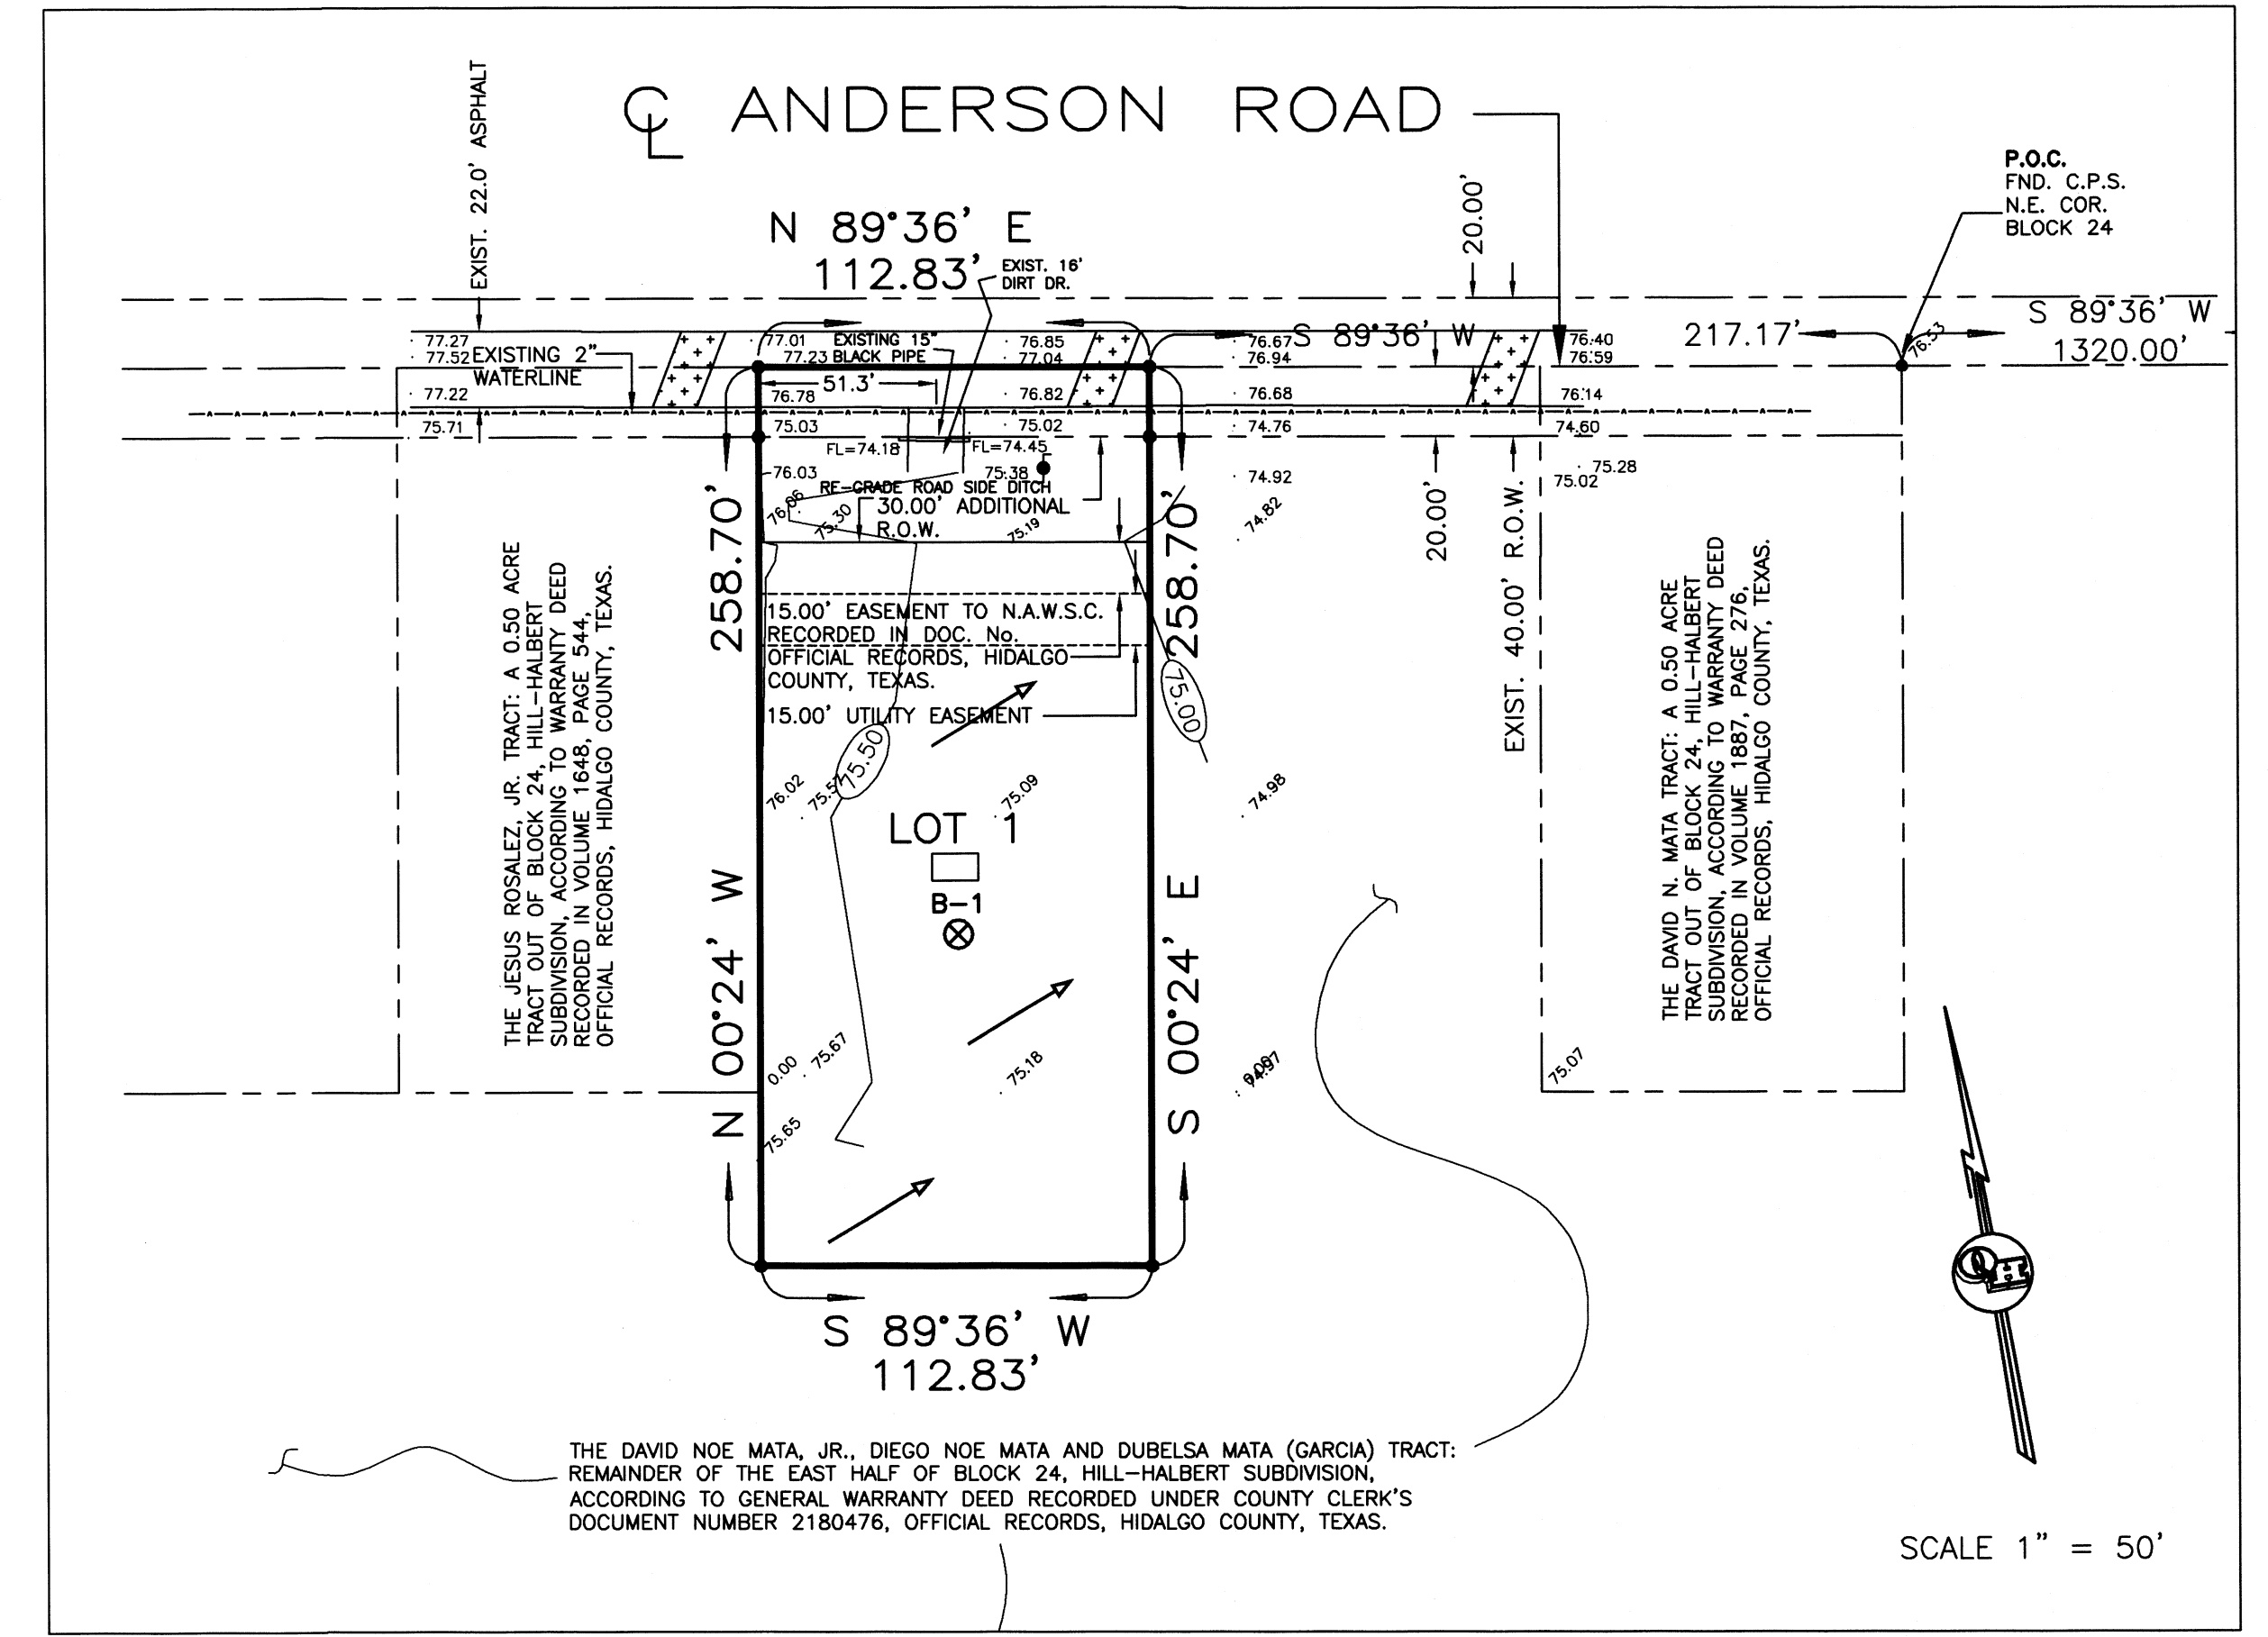 EXIST. 22.0' ASPHALT
℄ ANDERSON ROAD
P.O.C.
FND. C.P.S.
N.E. COR.
BLOCK 24
20.00'
N 89°36' E
112.83'
EXIST. 16'
DIRT DR.
S 89°36' W
1320.00'
217.17'
76.53
S 89°36' W
77.27
77.52
EXISTING 2"
WATERLINE
77.22
75.71
77.01
77.23
EXISTING 15"
BLACK PIPE
51.3'
76.85
77.04
76.67
76.94
76.40
76.59
76.78
76.82
76.68
76.14
75.03
75.02
74.76
74.60
FL=74.18
FL=74.45
76.03
75.38
74.92
75.28
75.02
RE-GRADE ROAD SIDE DITCH
30.00' ADDITIONAL
R.O.W.
76.06
75.30
75.19
74.82
20.00'
EXIST. 40.00' R.O.W.
258.70'
258.70'
15.00' EASEMENT TO N.A.W.S.C.
RECORDED IN DOC. No.
OFFICIAL RECORDS, HIDALGO
COUNTY, TEXAS.
15.00' UTILITY EASEMENT
75.50
75.00
THE JESUS ROSALEZ, JR. TRACT: A 0.50 ACRE
TRACT OUT OF BLOCK 24, HILL-HALBERT
SUBDIVISION, ACCORDING TO WARRANTY DEED
RECORDED IN VOLUME 1648, PAGE 544,
OFFICIAL RECORDS, HIDALGO COUNTY, TEXAS.
THE DAVID N. MATA TRACT: A 0.50 ACRE
TRACT OUT OF BLOCK 24, HILL-HALBERT
SUBDIVISION, ACCORDING TO WARRANTY DEED
RECORDED IN VOLUME 1887, PAGE 276,
OFFICIAL RECORDS, HIDALGO COUNTY, TEXAS.
76.02
75.09
74.98
LOT 1
B-1
N 00°24' W
S 00°24' E
0.00
75.67
75.18
75.07
75.65
S 89°36' W
112.83'
THE DAVID NOE MATA, JR., DIEGO NOE MATA AND DUBELSA MATA (GARCIA) TRACT:
REMAINDER OF THE EAST HALF OF BLOCK 24, HILL-HALBERT SUBDIVISION,
ACCORDING TO GENERAL WARRANTY DEED RECORDED UNDER COUNTY CLERK'S
DOCUMENT NUMBER 2180476, OFFICIAL RECORDS, HIDALGO COUNTY, TEXAS.
SCALE 1" = 50'